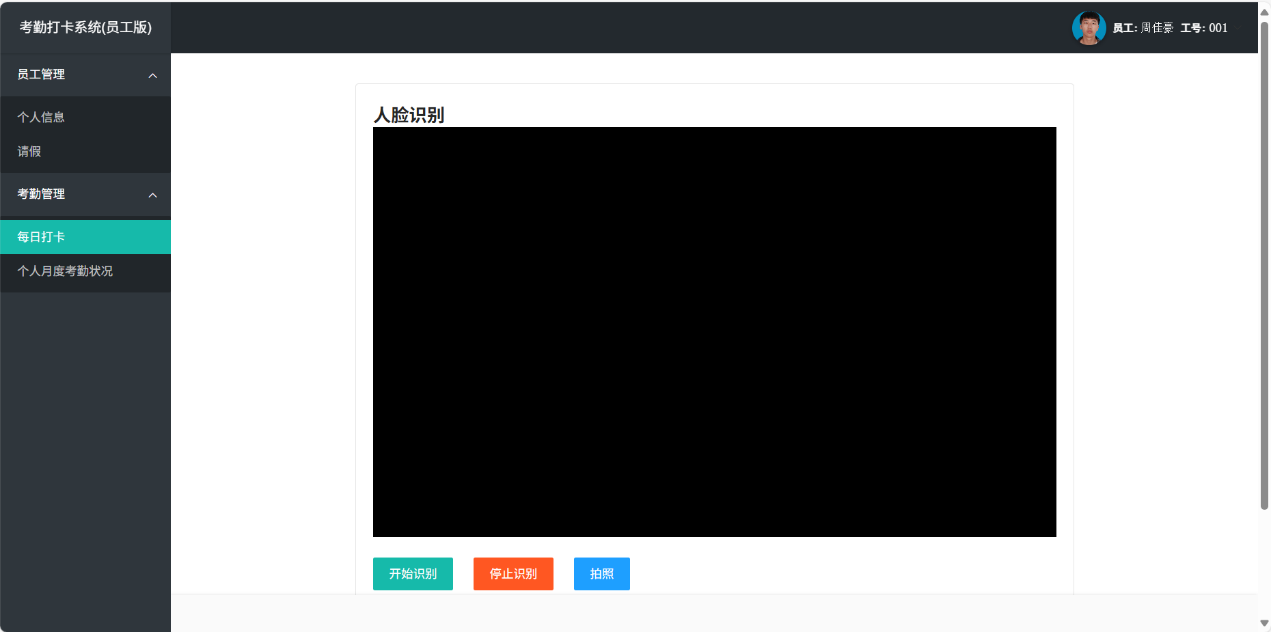 考勤打卡系统(员工版)
员工: 周佳豪 工号: 001
员工管理
个人信息
请假
考勤管理
每日打卡
个人月度考勤状况
人脸识别
开始识别 停止识别 拍照